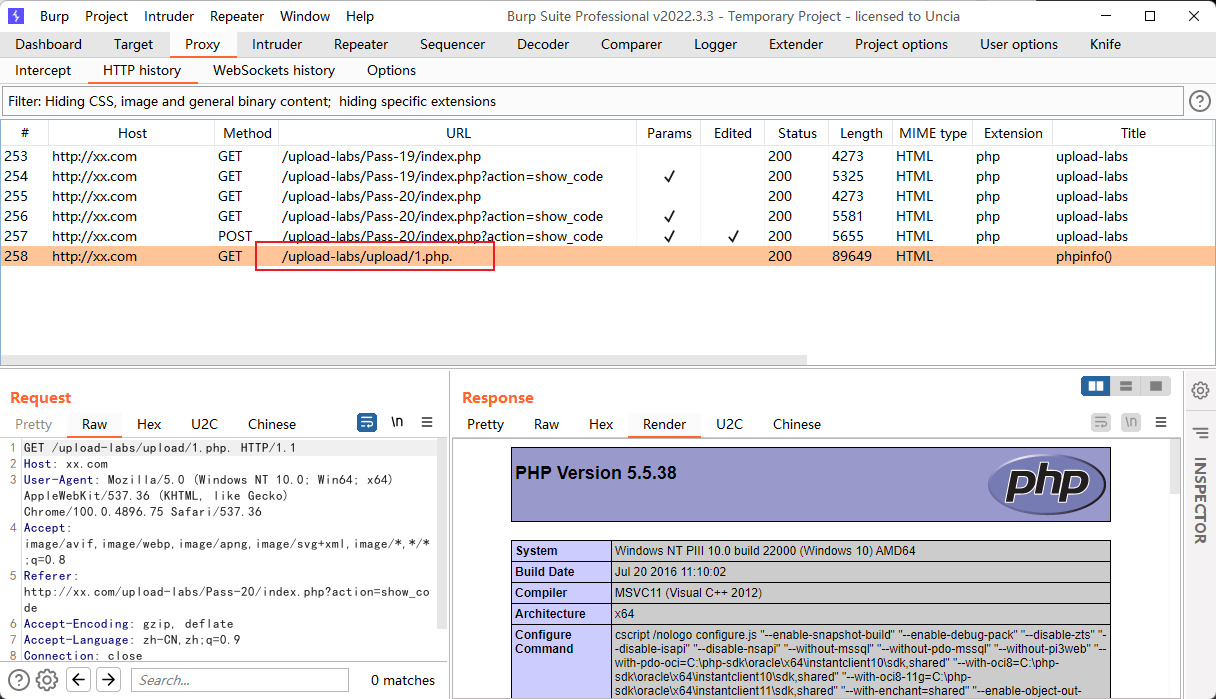 Burp Project Intruder Repeater Window Help Burp Suite Professional v2022.3.3 - Temporary Project - licensed to Uncia
Dashboard Target Proxy Intruder Repeater Sequencer Decoder Comparer Logger Extender Project options User options Knife
Intercept HTTP history WebSockets history Options
Filter: Hiding CSS, image and general binary content; hiding specific extensions ?
# Host Method URL Params Edited Status Length MIME type Extension Title
253 http://xx.com GET /upload-labs/Pass-19/index.php 200 4273 HTML php upload-labs
254 http://xx.com GET /upload-labs/Pass-19/index.php?action=show_code ✓ 200 5325 HTML php upload-labs
255 http://xx.com GET /upload-labs/Pass-20/index.php 200 4273 HTML php upload-labs
256 http://xx.com GET /upload-labs/Pass-20/index.php?action=show_code ✓ 200 5581 HTML php upload-labs
257 http://xx.com POST /upload-labs/Pass-20/index.php?action=show_code ✓ ✓ 200 5655 HTML php upload-labs
258 http://xx.com GET /upload-labs/upload/1.php. 200 89649 HTML phpinfo()
Request
Pretty Raw Hex U2C Chinese \n
1 GET /upload-labs/upload/1.php. HTTP/1.1
2 Host: xx.com
3 User-Agent: Mozilla/5.0 (Windows NT 10.0; Win64; x64)
AppleWebKit/537.36 (KHTML, like Gecko)
Chrome/100.0.4896.75 Safari/537.36
4 Accept:
image/avif,image/webp,image/apng,image/svg+xml,image/*,*/*
;q=0.8
5 Referer:
http://xx.com/upload-labs/Pass-20/index.php?action=show_co
de
6 Accept-Encoding: gzip, deflate
7 Accept-Language: zh-CN,zh;q=0.9
8 Connection: close
? Search... 0 matches
Response
Pretty Raw Hex Render U2C Chinese \n
PHP Version 5.5.38 php
System Windows NT PIII 10.0 build 22000 (Windows 10) AMD64
Build Date Jul 20 2016 11:10:02
Compiler MSVC11 (Visual C++ 2012)
Architecture x64
Configure Command cscript /nologo configure.js "--enable-snapshot-build" "--enable-debug-pack" "--disable-zts" "-
-disable-isapi" "--disable-nsapi" "--without-mssql" "--without-pdo-mssql" "--without-pi3web" "--
with-pdo-oci=C:\php-sdk\oracle\x64\instantclient10\sdk,shared" "--with-oci8=C:\php-
sdk\oracle\x64\instantclient10\sdk,shared" "--with-oci8-11g=C:\php-
sdk\oracle\x64\instantclient11\sdk,shared" "--with-enchant=shared" "--enable-object-out-
INSPECTOR